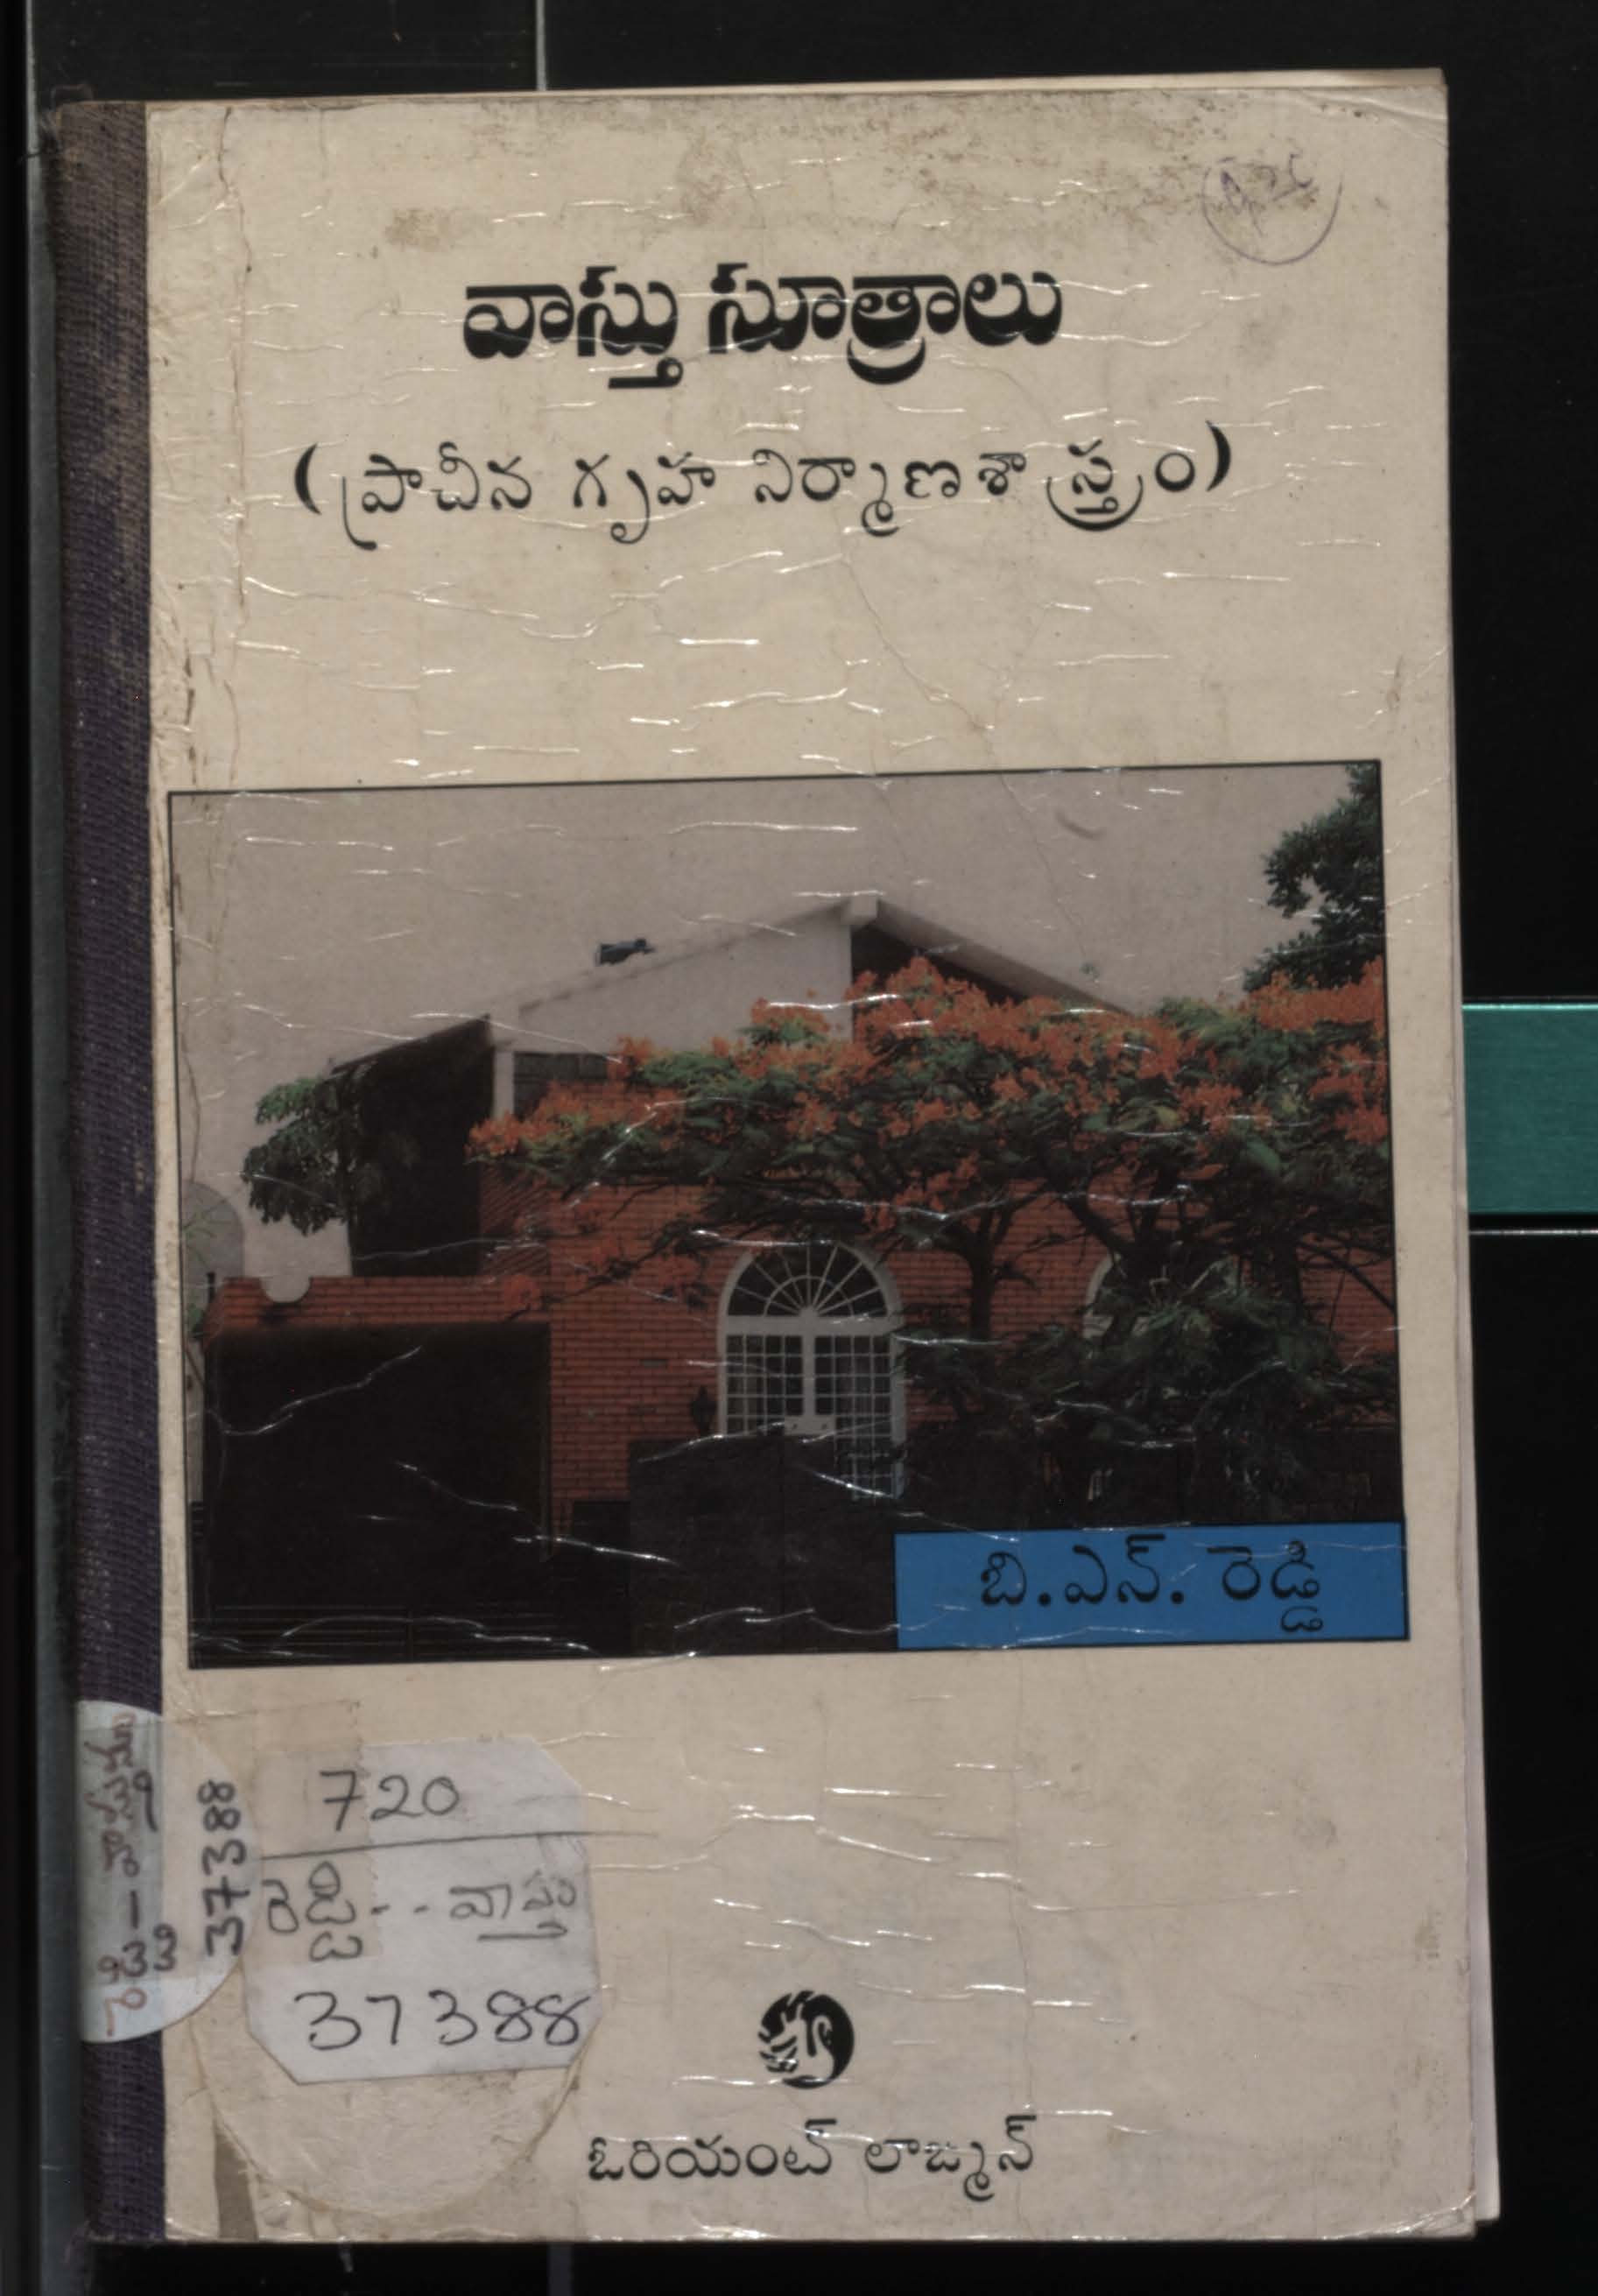 వాస్తు సూత్రాలు
(ప్రాచీన గృహ నిర్మాణశాస్త్రం)
బి.ఎన్. రెడ్డి
720
రెడ్డి-- వాస్తు
37388
37388
ఓరియంట్ లాఙ్మన్